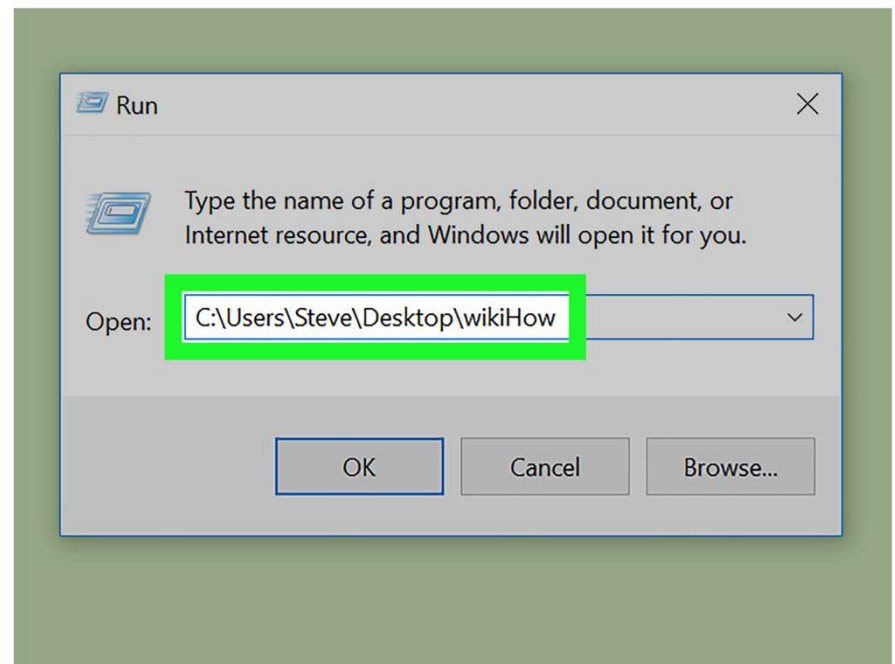 Run
Type the name of a program, folder, document, or
Internet resource, and Windows will open it for you.
Open: C:\Users\Steve\Desktop\wikiHow
OK Cancel Browse...